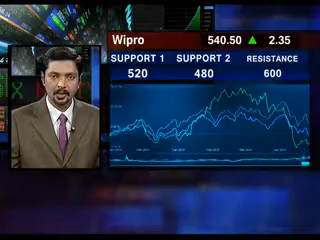 Wipro 540.50 ▲ 2.35
SUPPORT 1 SUPPORT 2 RESISTANCE
520 480 600